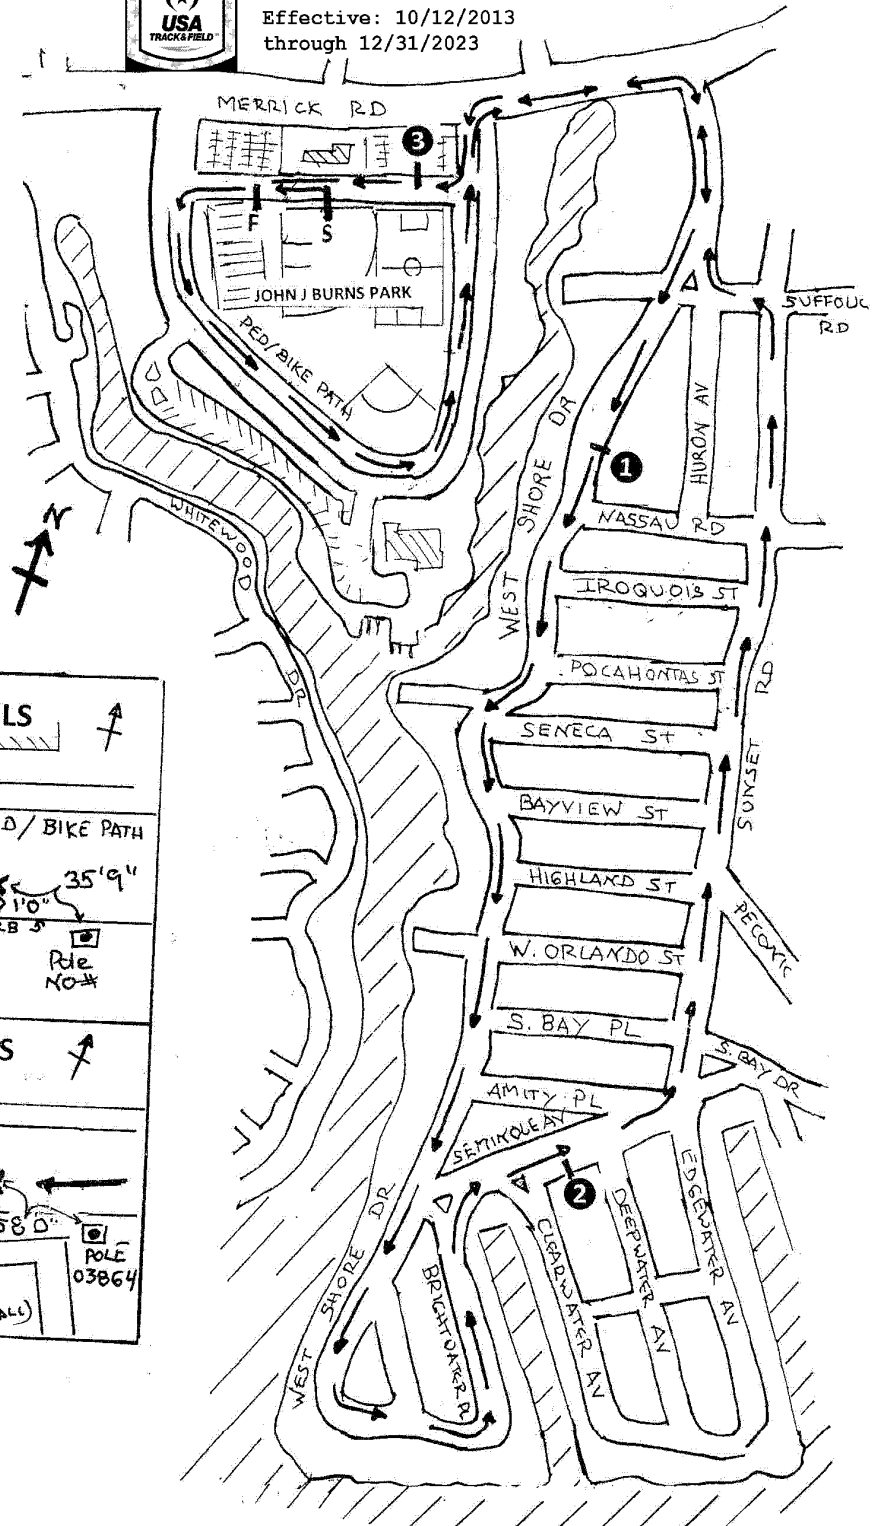 USA
TRACK&FIELD
Effective: 10/12/2013
through 12/31/2023
MERRICK RD
3
F
S
JOHN J BURNS PARK
PED/BIKE PATH
SUFFOLK
RD
WEST SHORE DR
HURON AV
1
NASSAU RD
WHITEWOOD DR
N
IROQUOIS ST
POCAHONTAS ST
SUNSET RD
SENECA St
BAYVIEW ST
HIGHLAND ST
PECONIC
W. ORLANDO ST
S. BAY PL
S. BAY DR
AMITY PL
SEMINOLE AV
2
WEST SHORE DR
BRIGHTWATER PL
CLEARWATER AV
DEEPWATER AV
EDGEWATER AV
LS
D/BIKE PATH
35'9"
1'0"
Pole
NO#
S
POLE
03864